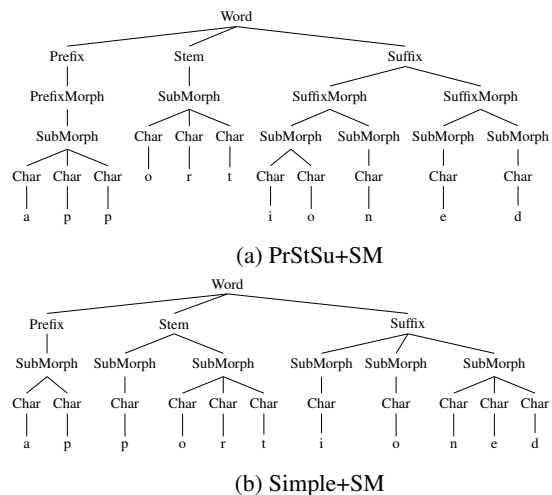 Word
Prefix Stem Suffix
PrefixMorph SubMorph SuffixMorph SuffixMorph
SubMorph Char Char Char SubMorph SubMorph SubMorph SubMorph
Char Char Char o r t Char Char Char Char Char
a p p i o n e d
(a) PrStSu+SM
Word
Prefix Stem Suffix
SubMorph SubMorph SubMorph SubMorph SubMorph SubMorph
Char Char Char Char Char Char Char Char Char Char Char
a p p o r t i o n e d
(b) Simple+SM